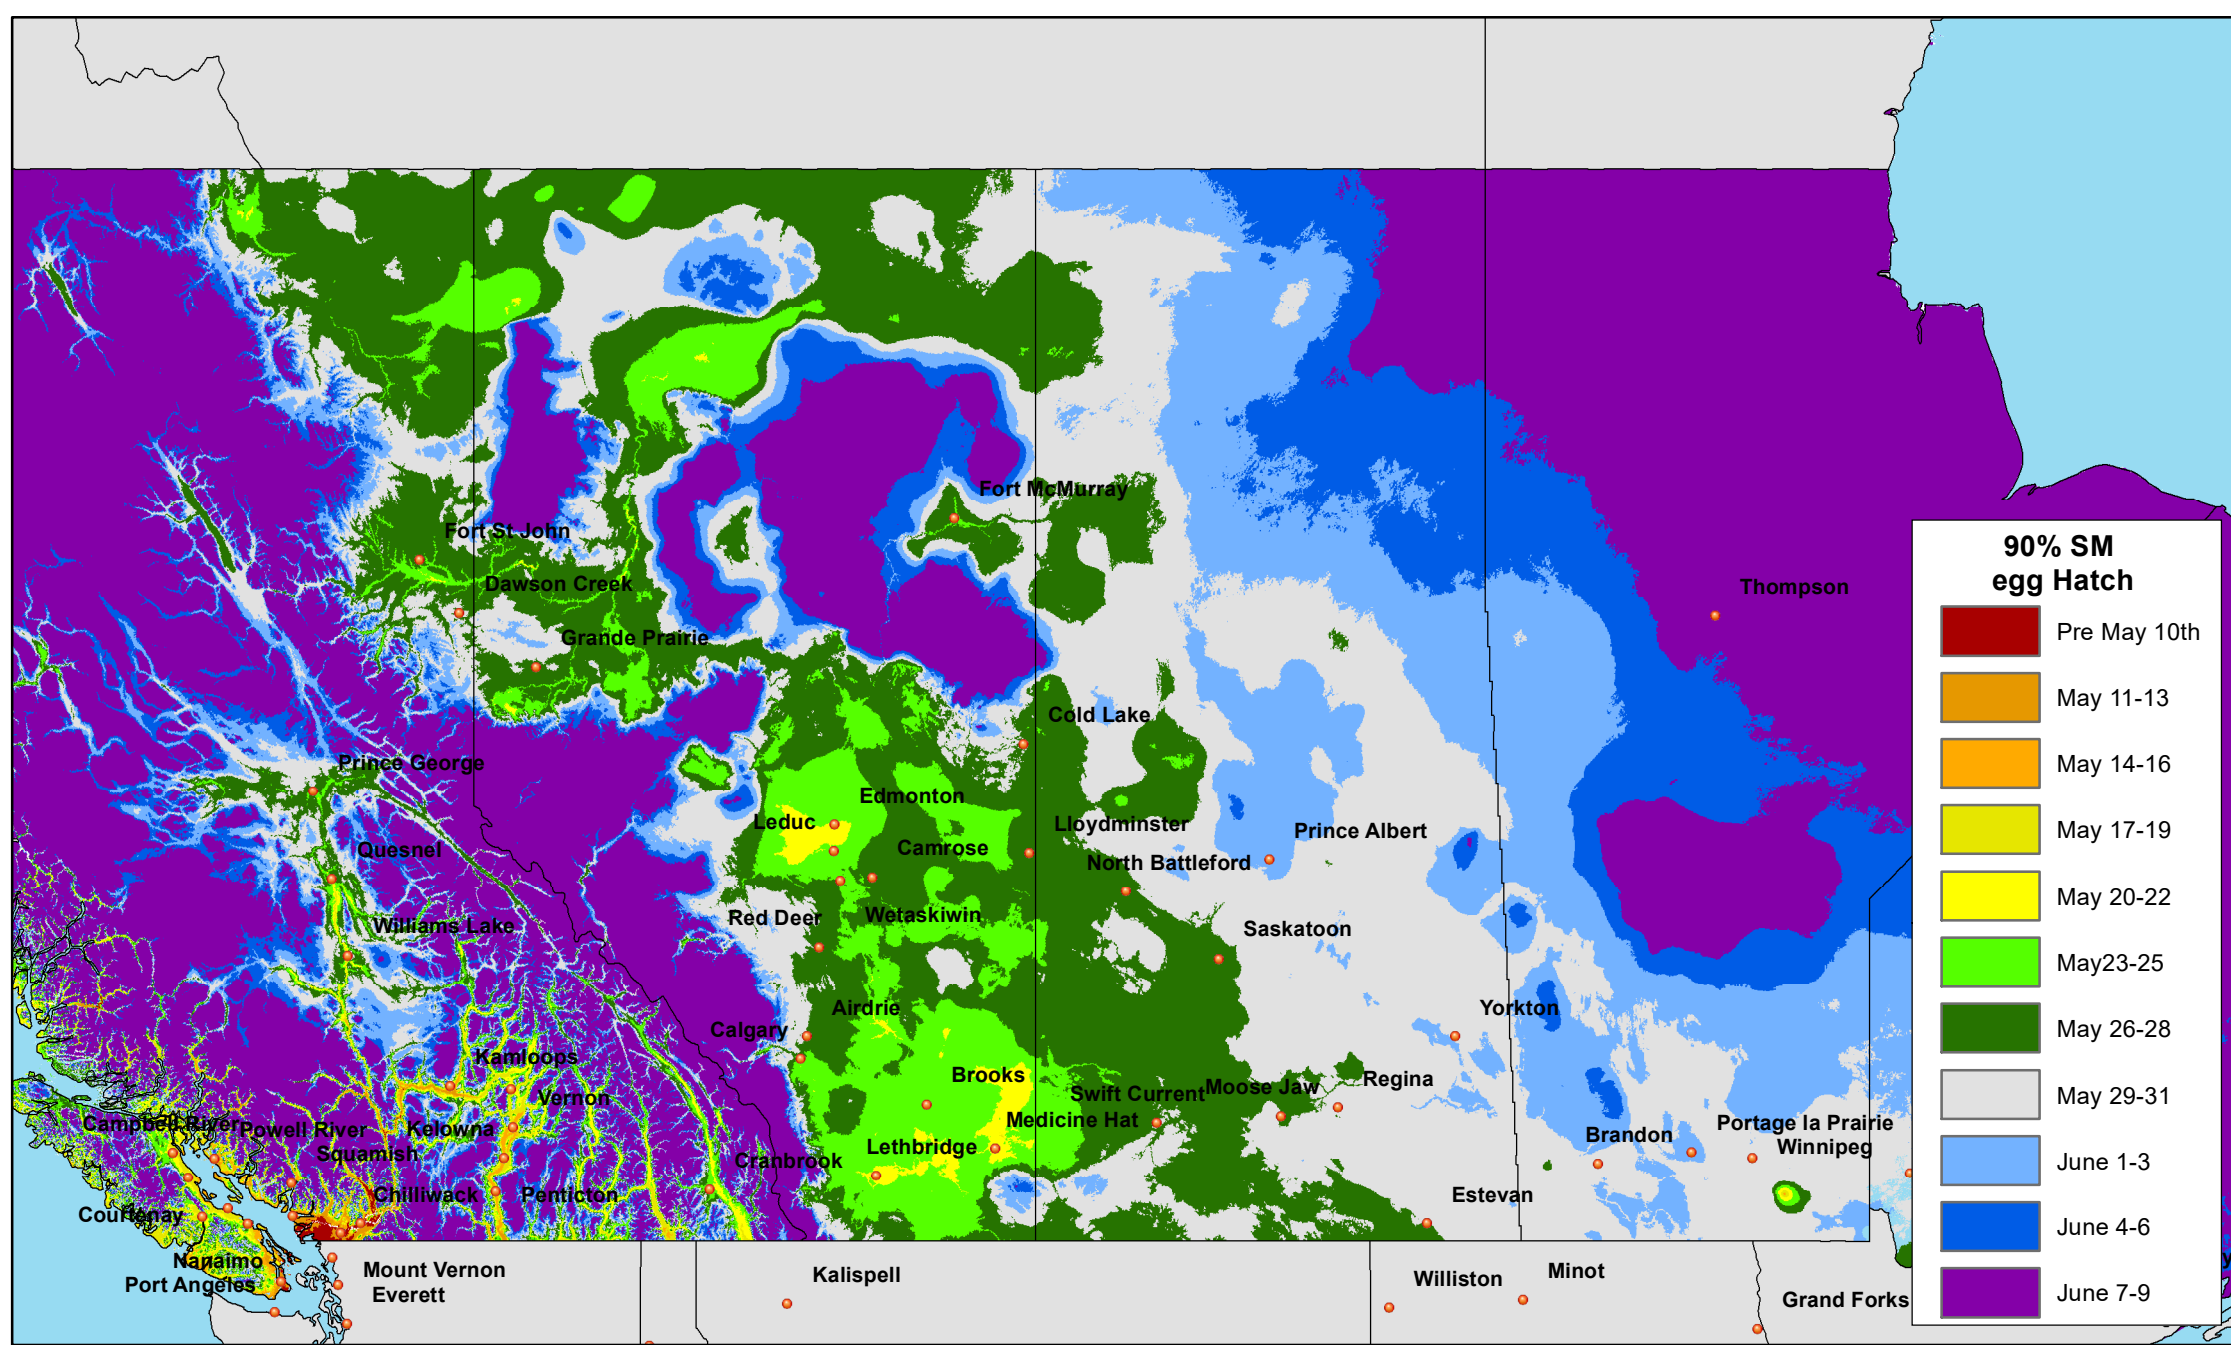 Fort McMurray
Fort St John
Dawson Creek
Thompson
Grande Prairie
Cold Lake
Prince George
Edmonton
Leduc
Lloydminster
Prince Albert
Quesnel
Camrose
North Battleford
Red Deer
Wetaskiwin
Williams Lake
Saskatoon
Airdrie
Yorkton
Calgary
Kamloops
Brooks
Regina
Swift Current
Moose Jaw
Vernon
Medicine Hat
Campbell River
Powell River
Kelowna
Portage la Prairie
Brandon
Winnipeg
Squamish
Lethbridge
Cranbrook
Chilliwack
Penticton
Estevan
Courtenay
Nanaimo
Port Angeles
Mount Vernon
Everett
Kalispell
Williston
Minot
Grand Forks
90% SM
egg Hatch
Pre May 10th
May 11-13
May 14-16
May 17-19
May 20-22
May23-25
May 26-28
May 29-31
June 1-3
June 4-6
June 7-9